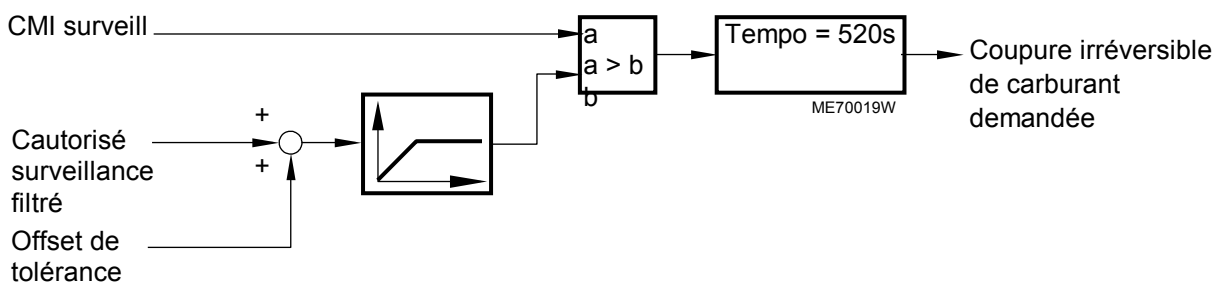 CMI surveill
a
a > b
b
Tempo = 520s
ME70019W
Coupure irréversible
de carburant
demandée
+
Cautorisé
surveillance
filtré
+
Offset de
tolérance